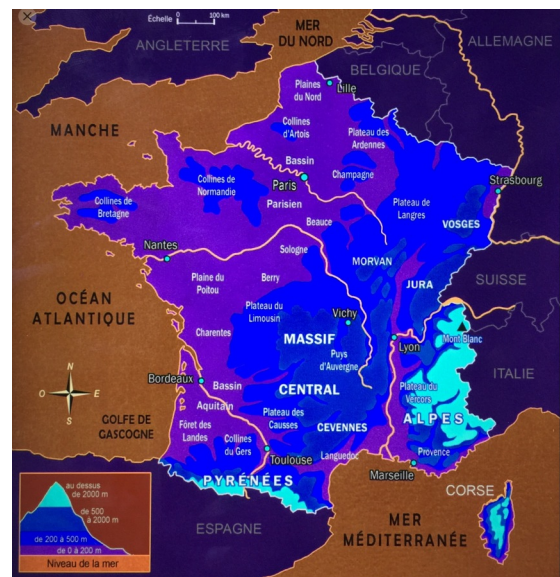 Échelle
0 100 km
MER
DU NORD
ANGLETERRE
ALLEMAGNE
BELGIQUE
Plaines
du Nord
Lille
MANCHE
Collines
d'Artois
Plateau des
Ardennes
Bassin
Paris
Parisien
Champagne
Strasbourg
Collines de
Normandie
Collines de
Bretagne
Plateau de
Langres
VOSGES
Beauce
Sologne
Nantes
MORVAN
Plaine du
Poitou
Berry
JURA
SUISSE
OCÉAN
ATLANTIQUE
Plateau du
Limousin
Vichy
Charentes
MASSIF
Lyon
Mont Blanc
Puys
d'Auvergne
ITALIE
N
O E
S
Bordeaux
Bassin
Aquitain
CENTRAL
Plateau du
Vercors
ALPES
GOLFE DE
GASCOGNE
Fôret des
Landes
Plateau des
Causses
CEVENNES
Collines
du Gers
Toulouse
Languedoc
Provence
Marseille
PYRÉNÉES
CORSE
ESPAGNE
MER
MÉDITERRANÉE
au dessus
de 2000 m
de 500
à 2000 m
de 200 à 500 m
de 0 à 200 m
Niveau de la mer